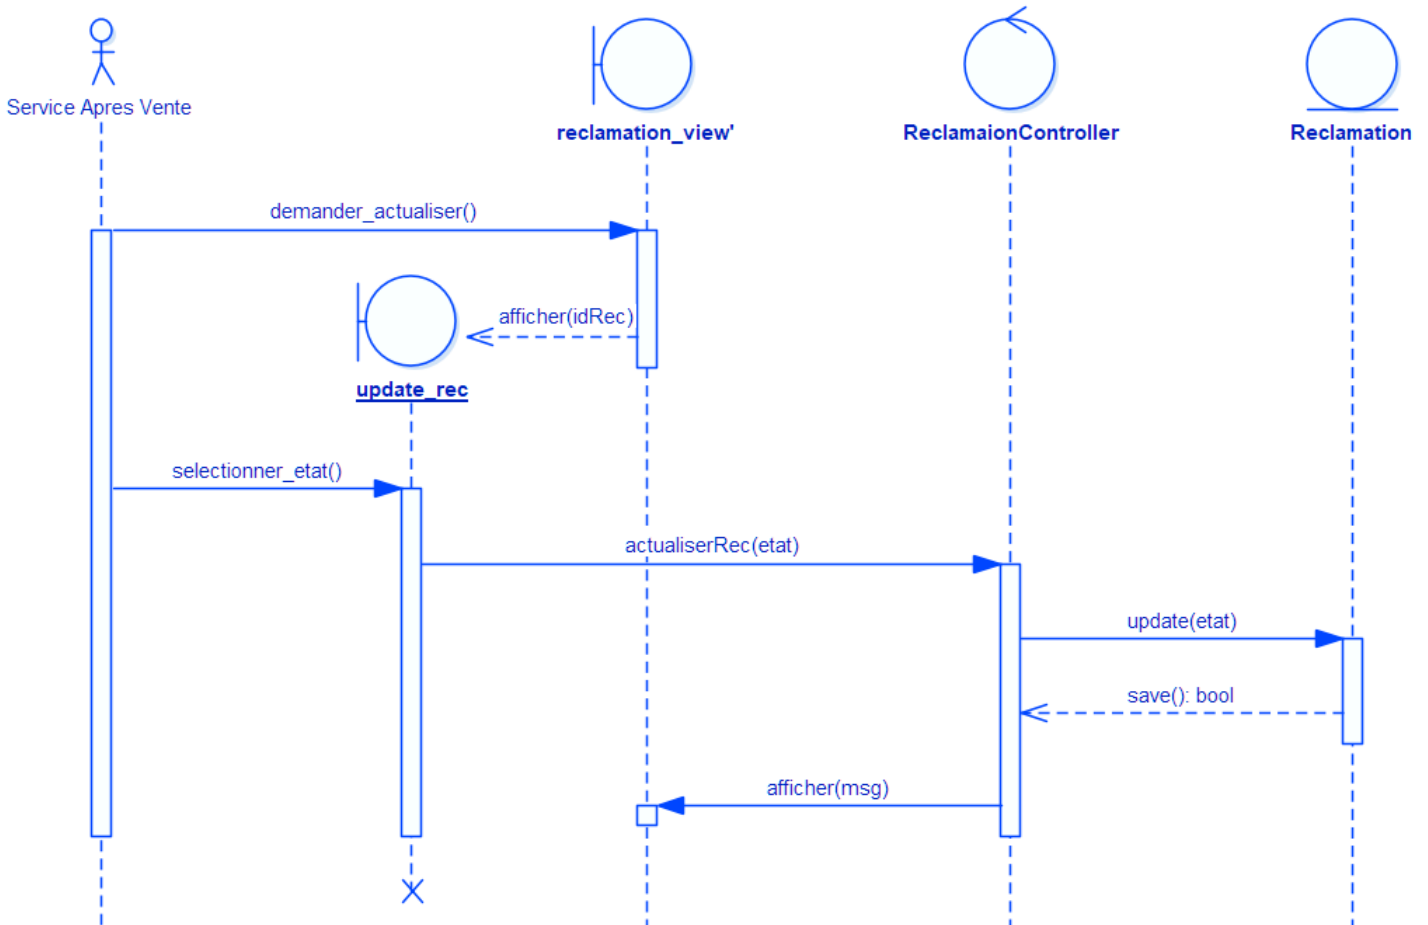 Service Apres Vente
reclamation_view'
ReclamaionController
Reclamation
demander_actualiser()
afficher(idRec)
update_rec
selectionner_etat()
actualiserRec(etat)
update(etat)
save(): bool
afficher(msg)